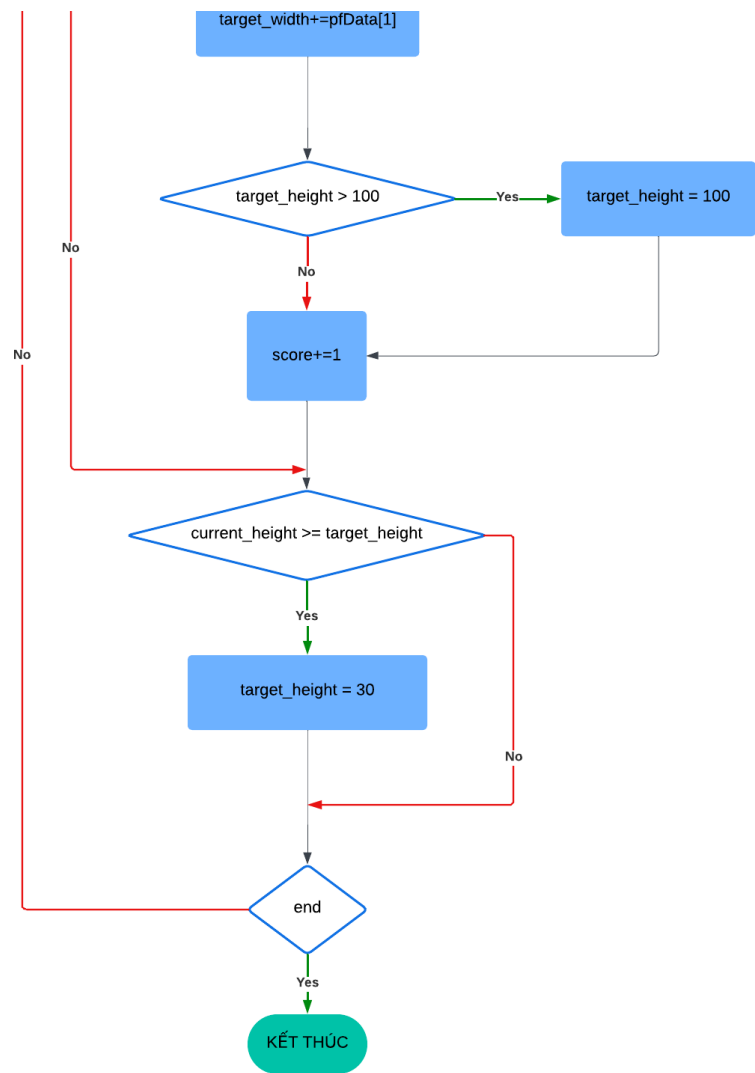 target_width+=pfData[1]
target_height > 100
Yes
target_height = 100
No
No
score+=1
No
current_height >= target_height
Yes
target_height = 30
No
end
Yes
KẾT THÚC